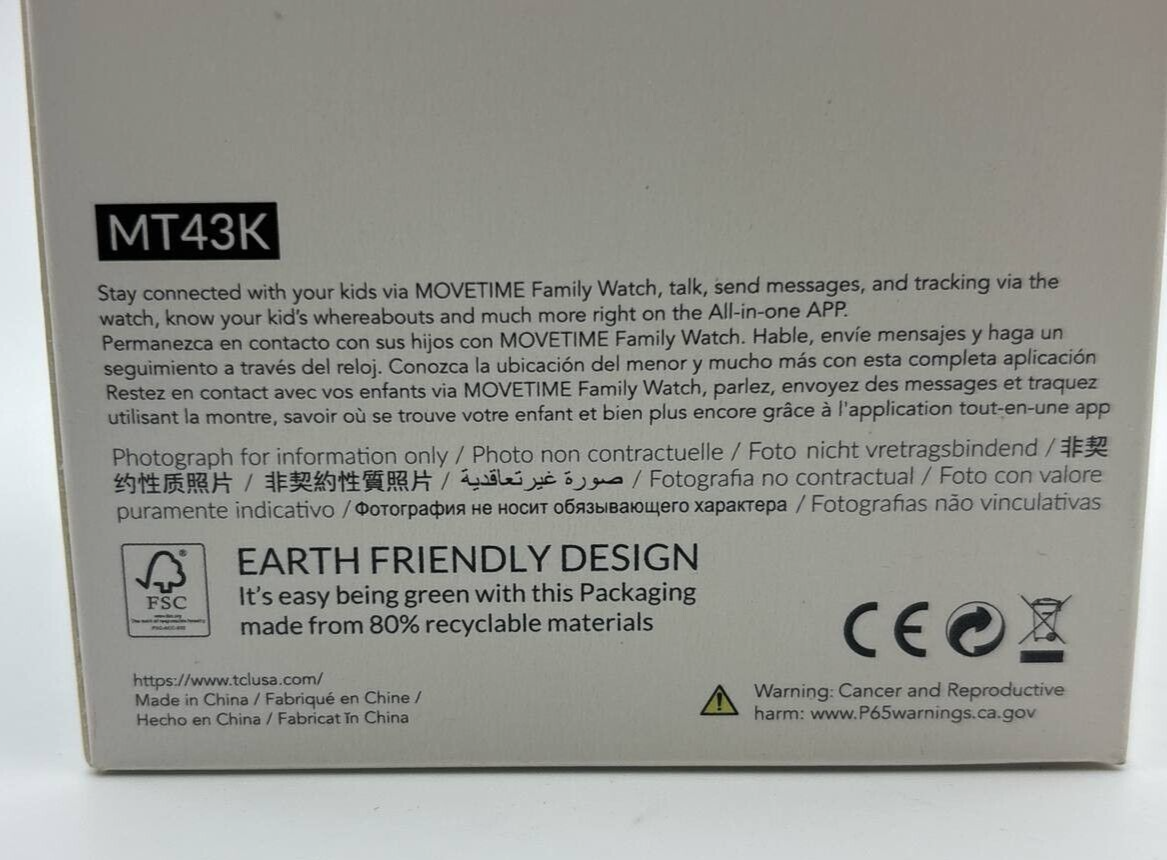 MT43K
Stay connected with your kids via MOVETIME Family Watch, talk, send messages, and tracking via the
watch, know your kid's whereabouts and much more right on the All-in-one APP.
Permanezca en contacto con sus hijos con MOVETIME Family Watch. Hable, envíe mensajes y haga un
seguimiento a través del reloj. Conozca la ubicación del menor y mucho más con esta completa aplicación
Restez en contact avec vos enfants via MOVETIME Family Watch, parlez, envoyez des messages et traquez
utilisant la montre, savoir où se trouve votre enfant et bien plus encore grâce à l'application tout-en-une app
Photograph for information only / Photo non contractuelle / Foto nicht vretragsbindend / 非契
约性质照片 / 非契約性質照片 / صورة غير تعاقدية / Fotografia no contractual / Foto con valore
puramente indicativo / Фотография не носит обязывающего характера / Fotografias não vinculativas
FSC
EARTH FRIENDLY DESIGN
It's easy being green with this Packaging
made from 80% recyclable materials
CE
https://www.tclusa.com/
Made in China / Fabriqué en Chine /
Hecho en China / Fabricat în China
Warning: Cancer and Reproductive
harm: www.P65warnings.ca.gov